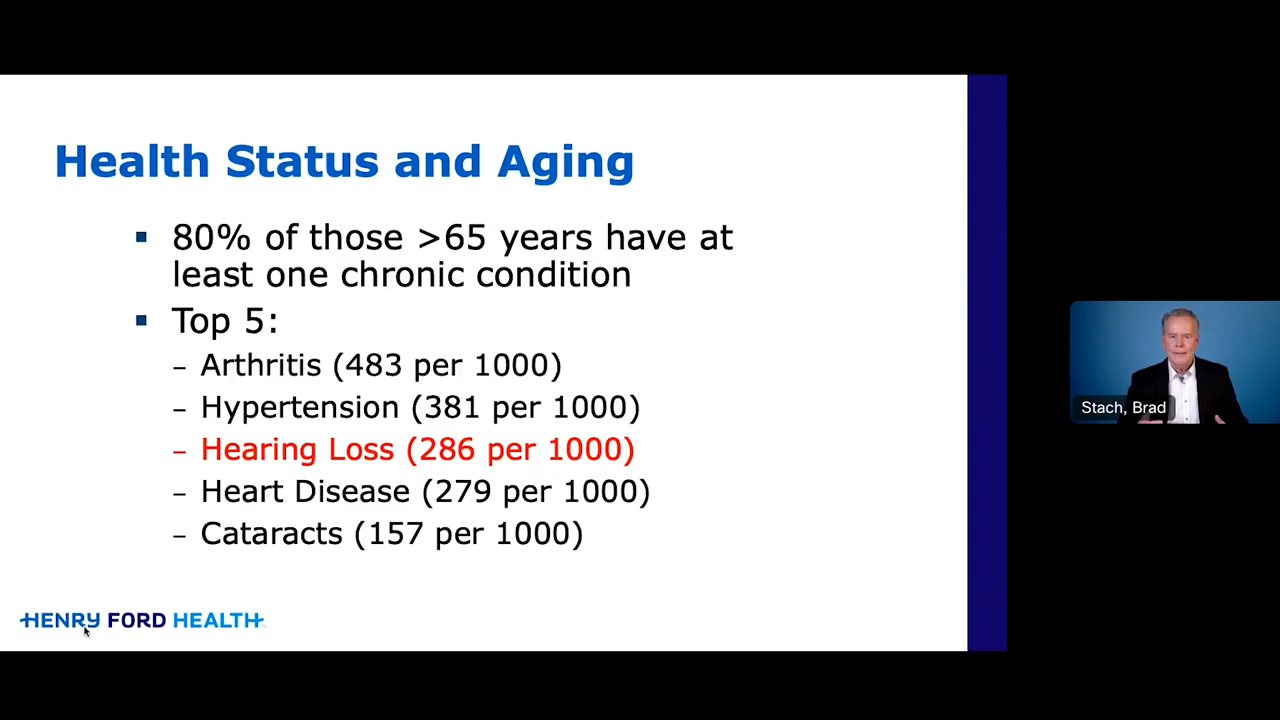 Health Status and Aging
▪ 80% of those >65 years have at
least one chronic condition
▪ Top 5:
– Arthritis (483 per 1000)
– Hypertension (381 per 1000)
– Hearing Loss (286 per 1000)
– Heart Disease (279 per 1000)
– Cataracts (157 per 1000)
HENRY FORD HEALTH
Stach, Brad